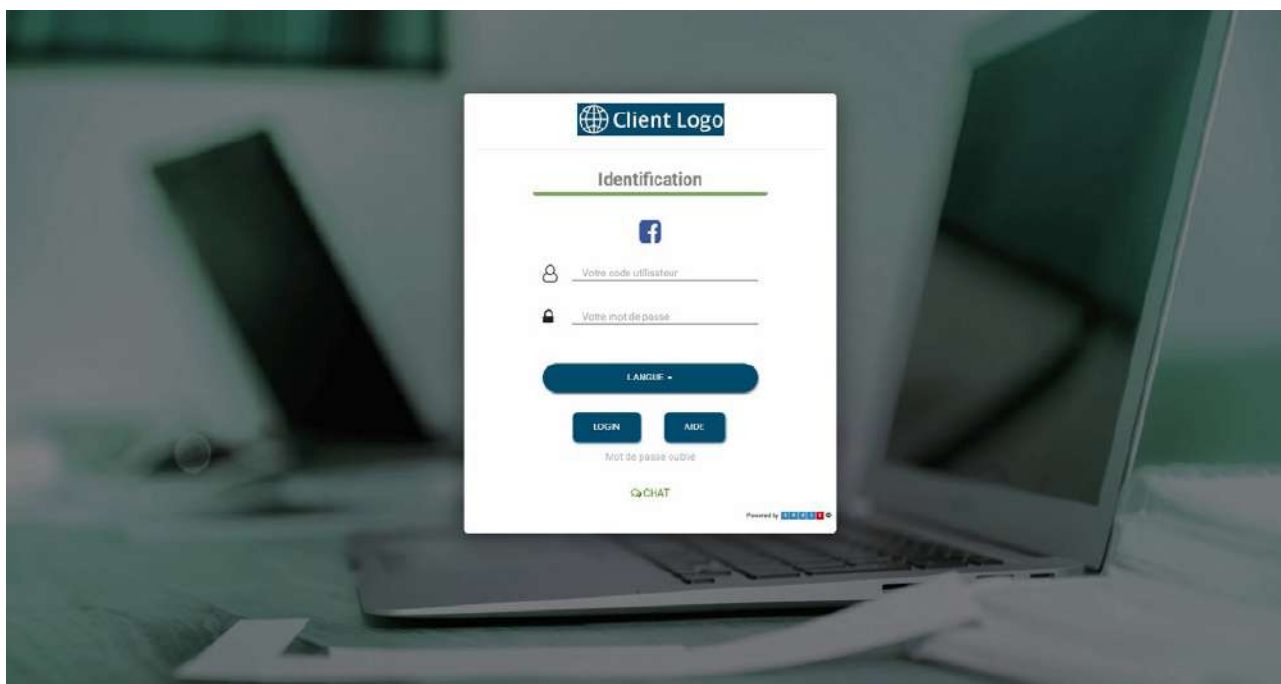 Client Logo
Identification
Votre code utilisateur
Votre mot de passe
LANGUE
LOGIN AIDE
Mot de passe oublié
CHAT
Powered by